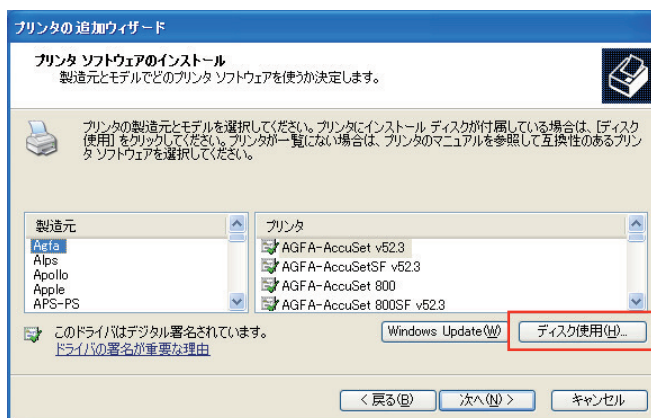 プリンタの追加ウィザード
プリンタ ソフトウェアのインストール
製造元とモデルでどのプリンタ ソフトウェアを使うか決定します。
プリンタの製造元とモデルを選択してください。プリンタにインストール ディスクが付属している場合は、[ディスク
使用] をクリックしてください。プリンタが一覧にない場合は、プリンタのマニュアルを参照して互換性のあるプリン
タ ソフトウェアを選択してください。
製造元
Agfa
Alps
Apollo
Apple
APS-PS
プリンタ
AGFA-AccuSet v52.3
AGFA-AccuSetSF v52.3
AGFA-AccuSet 800
AGFA-AccuSet 800SF v52.3
このドライバはデジタル署名されています。
ドライバの署名が重要な理由
Windows Update(W)
ディスク使用(H)...
< 戻る(B)
次へ(N) >
キャンセル